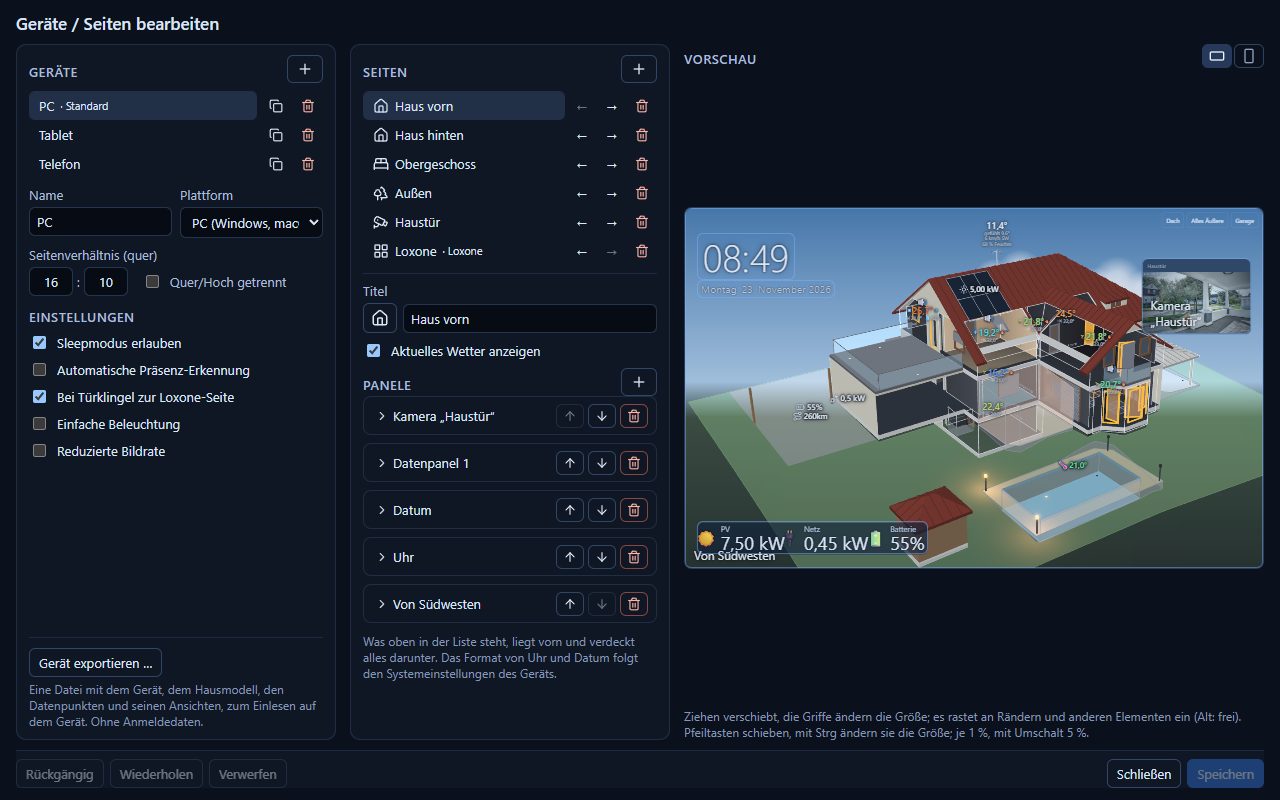 Geräte / Seiten bearbeiten
GERÄTE
PC · Standard
Tablet
Telefon
Name
Plattform
PC
PC (Windows, mac
Seitenverhältnis (quer)
16 : 10
Quer/Hoch getrennt
EINSTELLUNGEN
Sleepmodus erlauben
Automatische Präsenz-Erkennung
Bei Türklingel zur Loxone-Seite
Einfache Beleuchtung
Reduzierte Bildrate
Gerät exportieren ...
Eine Datei mit dem Gerät, dem Hausmodell, den
Datenpunkten und seinen Ansichten, zum Einlesen auf
dem Gerät. Ohne Anmeldedaten.
SEITEN
Haus vorn
Haus hinten
Obergeschoss
Außen
Haustür
Loxone · Loxone
Titel
Haus vorn
Aktuelles Wetter anzeigen
PANELE
Kamera „Haustür“
Datenpanel 1
Datum
Uhr
Von Südwesten
Was oben in der Liste steht, liegt vorn und verdeckt
alles darunter. Das Format von Uhr und Datum folgt
den Systemeinstellungen des Geräts.
VORSCHAU
Dach Alles Äußere Garage
11,4°
08:49
Montag, 23. November 2026
Haustür
Kamera
„Haustür“
5,00 kW
24,5°
21,8°
19,2°
21,8°
20,7°
22,4°
0,5 kW
55%
260km
21,0°
PV
7,50 kW
Netz
0,45 kW
Batterie
55%
Von Südwesten
Ziehen verschiebt, die Griffe ändern die Größe; es rastet an Rändern und anderen Elementen ein (Alt: frei).
Pfeiltasten schieben, mit Strg ändern sie die Größe; je 1 %, mit Umschalt 5 %.
Rückgängig
Wiederholen
Verwerfen
Schließen
Speichern